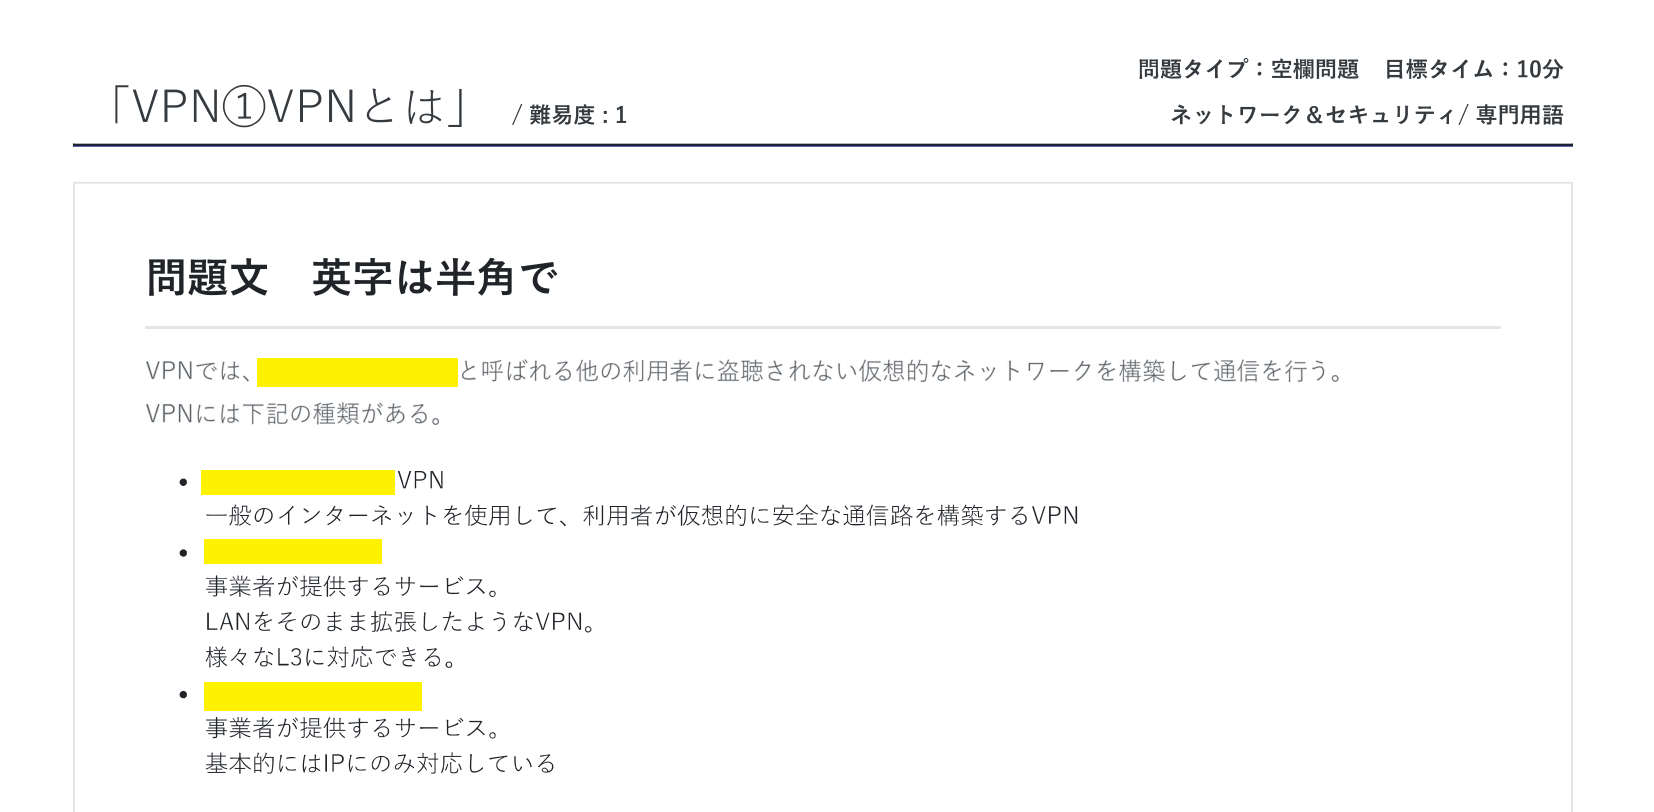 「VPN①VPNとは」 / 難易度 : 1
問題タイプ：空欄問題　目標タイム：10分
ネットワーク＆セキュリティ/ 専門用語
問題文　英字は半角で
VPNでは、と呼ばれる他の利用者に盗聴されない仮想的なネットワークを構築して通信を行う。
VPNには下記の種類がある。
• VPN
一般のインターネットを使用して、利用者が仮想的に安全な通信路を構築するVPN
•
事業者が提供するサービス。
LANをそのまま拡張したようなVPN。
様々なL3に対応できる。
•
事業者が提供するサービス。
基本的にはIPにのみ対応している